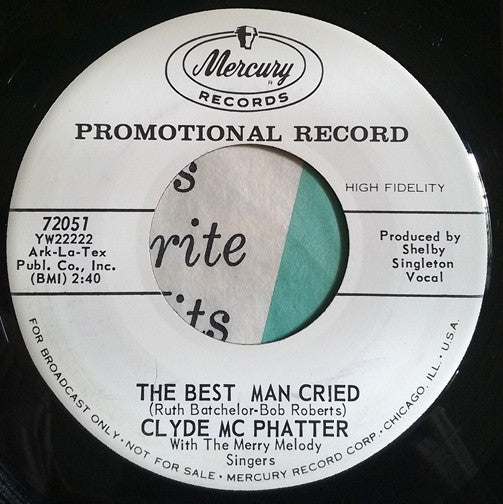 Mercury
RECORDS
PROMOTIONAL RECORD
HIGH FIDELITY
72051
YW22222
Ark-La-Tex
Publ. Co., Inc.
(BMI) 2:40
Produced by
Shelby
Singleton
Vocal
s
rite
its
THE BEST MAN CRIED
(Ruth Batchelor-Bob Roberts)
CLYDE MC PHATTER
With The Merry Melody
Singers
FOR BROADCAST ONLY • NOT FOR SALE • MERCURY RECORD CORP. • CHICAGO, ILL. • U.S.A.